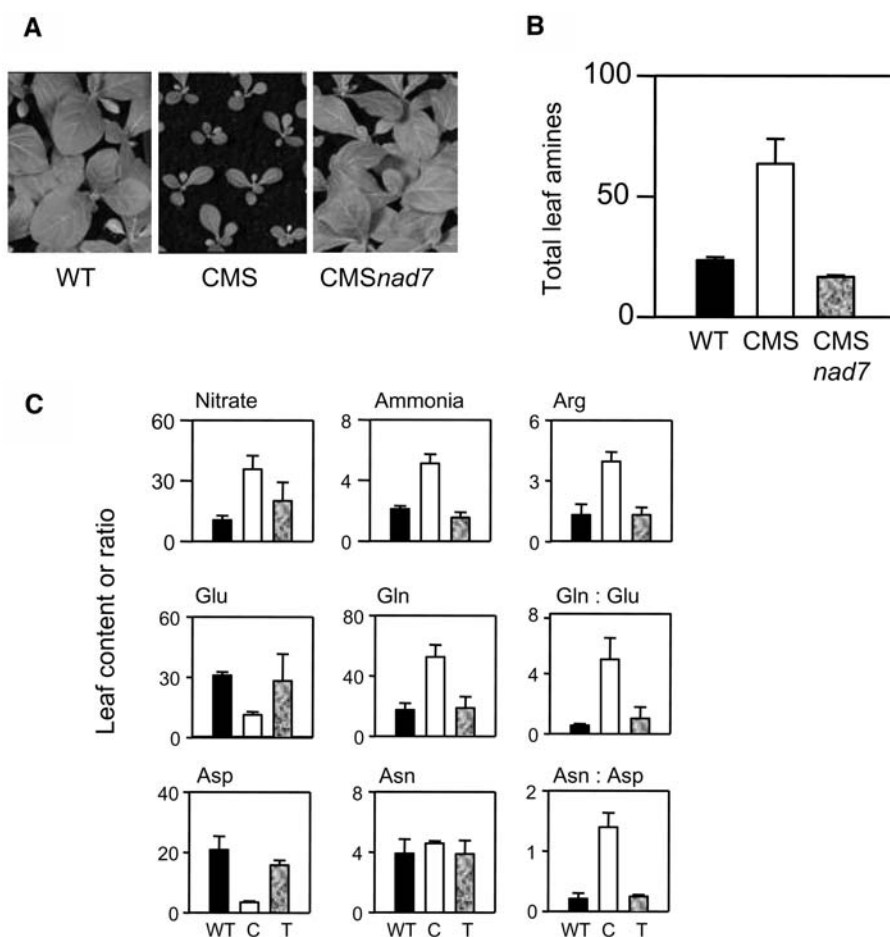 A
WT
CMS
CMSnad7
B
Total leaf amines
100
50
0
WT
CMS
CMS
nad7
C
Leaf content or ratio
Nitrate
60
30
0
Ammonia
8
4
0
Arg
6
3
0
Glu
60
30
0
Gln
80
40
0
Gln : Glu
8
4
0
Asp
40
20
0
WT C T
Asn
8
4
0
WT C T
Asn : Asp
2
1
0
WT C T